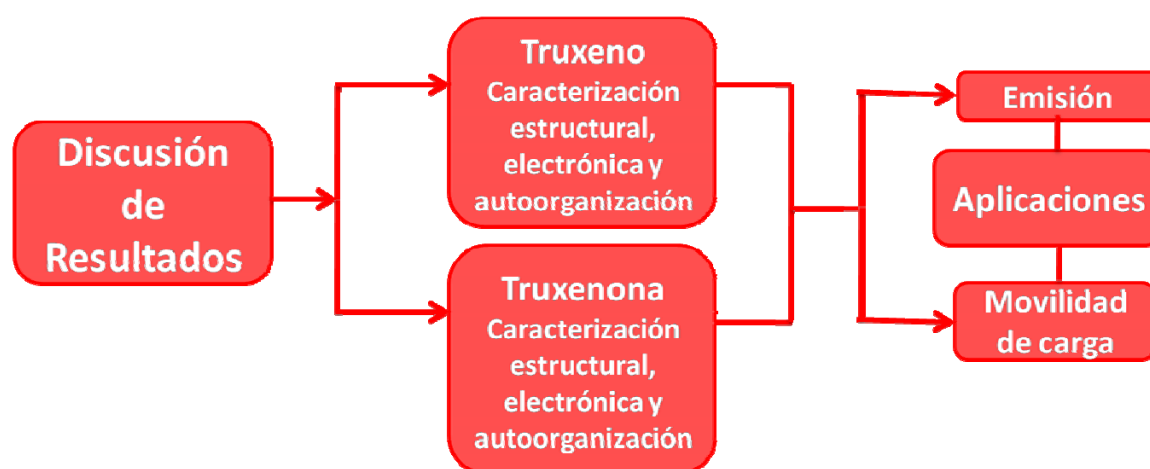 Discusión
de
Resultados
Truxeno
Caracterización
estructural,
electrónica y
autoorganización
Truxenona
Caracterización
estructural,
electrónica y
autoorganización
Emisión
Aplicaciones
Movilidad
de carga